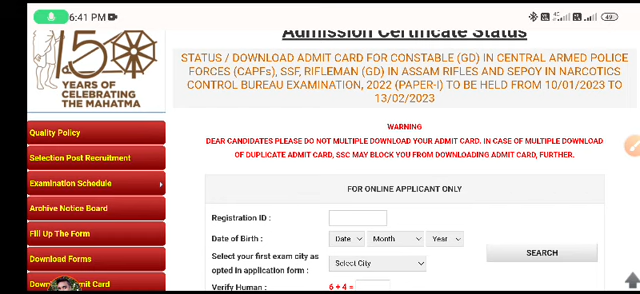 6:41 PM
49
Admission Certificate Status
150
YEARS OF
CELEBRATING
THE MAHATMA
STATUS / DOWNLOAD ADMIT CARD FOR CONSTABLE (GD) IN CENTRAL ARMED POLICE
FORCES (CAPFs), SSF, RIFLEMAN (GD) IN ASSAM RIFLES AND SEPOY IN NARCOTICS
CONTROL BUREAU EXAMINATION, 2022 (PAPER-I) TO BE HELD FROM 10/01/2023 TO
13/02/2023
WARNING
DEAR CANDIDATES PLEASE DO NOT MULTIPLE DOWNLOAD YOUR ADMIT CARD. IN CASE OF MULTIPLE DOWNLOAD
OF DUPLICATE ADMIT CARD, SSC MAY BLOCK YOU FROM DOWNLOADING ADMIT CARD, FURTHER.
Quality Policy
Selection Post Recruitment
Examination Schedule
Archive Notice Board
Fill Up The Form
Download Forms
mit Card
FOR ONLINE APPLICANT ONLY
Registration ID :
Date of Birth : Date Month Year
SEARCH
Select your first exam city as
opted in application form : Select City
Verify Human : 6 + 4 =